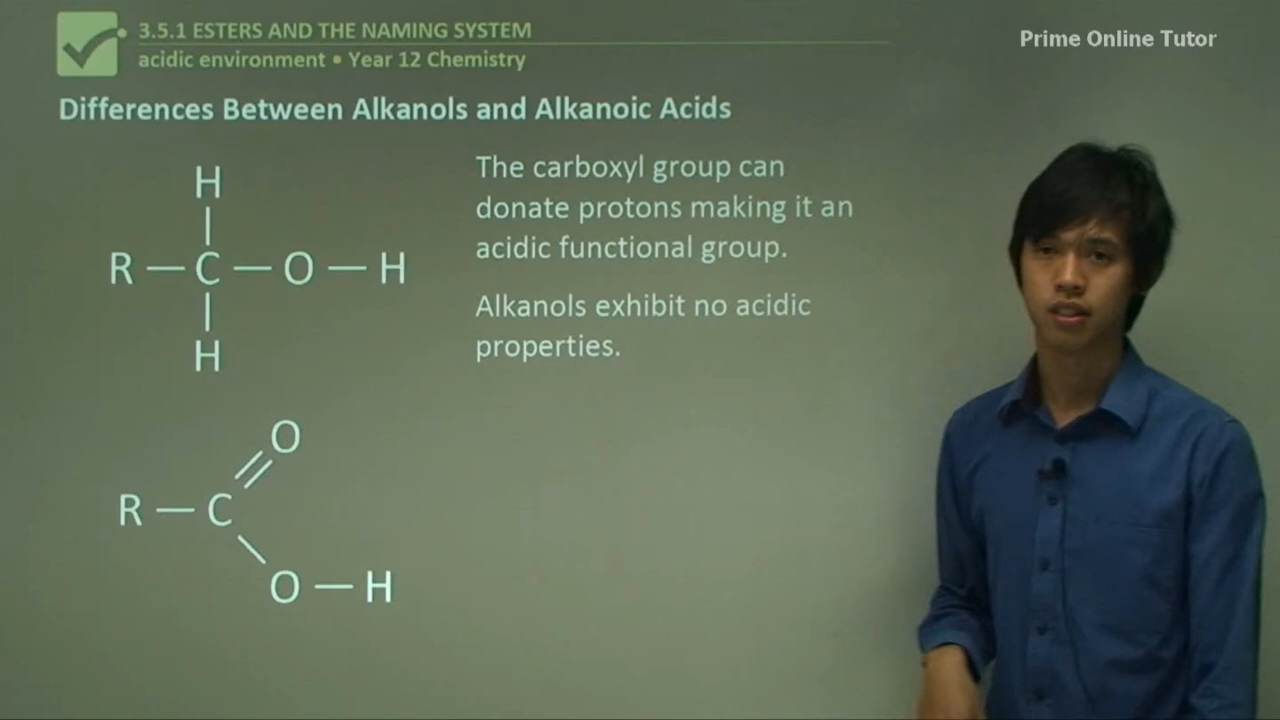 3.5.1 ESTERS AND THE NAMING SYSTEM
acidic environment • Year 12 Chemistry
Prime Online Tutor
Differences Between Alkanols and Alkanoic Acids
H
R — C — O — H
H
The carboxyl group can
donate protons making it an
acidic functional group.
Alkanols exhibit no acidic
properties.
O
R — C
O — H